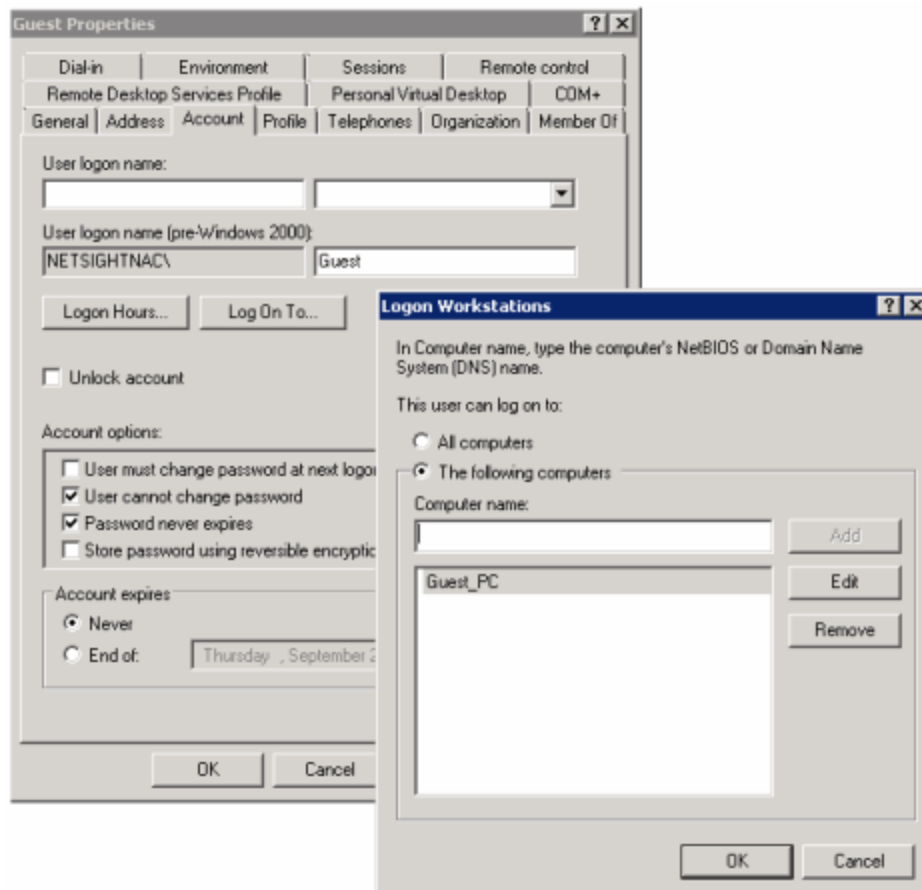 Guest Properties
Dial-in Environment Sessions Remote control
Remote Desktop Services Profile Personal Virtual Desktop COM+
General Address Account Profile Telephones Organization Member Of
User logon name:
User logon name (pre-Windows 2000):
NETSIGHTNAC\ Guest
Logon Hours... Log On To...
Unlock account
Account options:
User must change password at next logon
User cannot change password
Password never expires
Store password using reversible encryptic
Account expires
Never
End of: Thursday , September 2
OK Cancel
Logon Workstations
In Computer name, type the computer's NetBIOS or Domain Name
System (DNS) name.
This user can log on to:
All computers
The following computers
Computer name:
Add
Guest_PC
Edit
Remove
OK Cancel